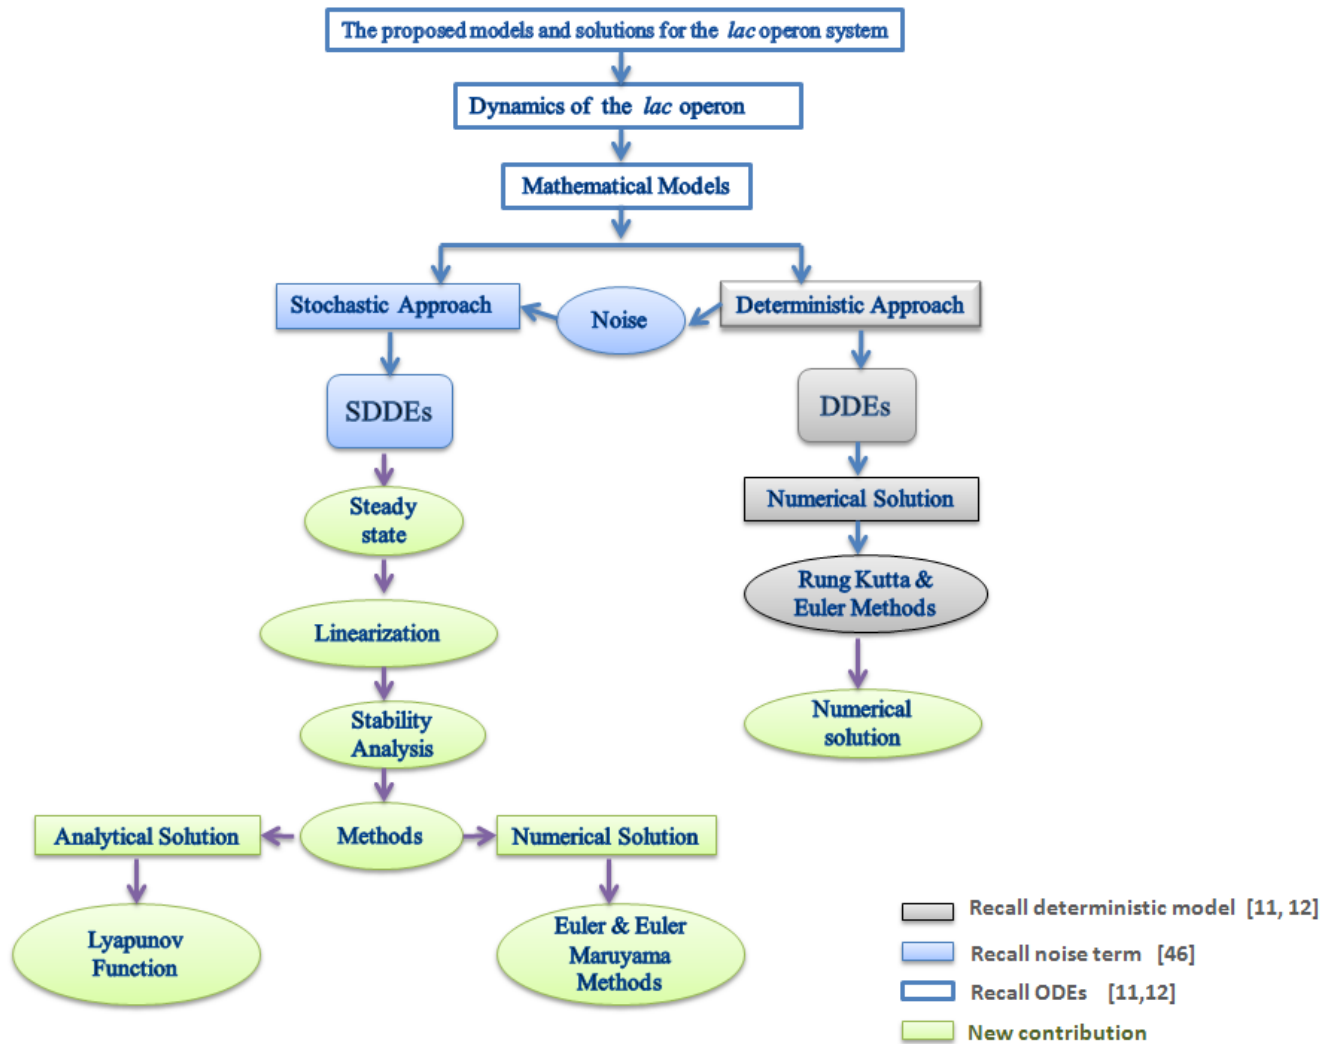 The proposed models and solutions for the lac operon system
Dynamics of the lac operon
Mathematical Models
Stochastic Approach
Noise
Deterministic Approach
SDDEs
DDEs
Steady
state
Numerical Solution
Rung Kutta &
Euler Methods
Linearization
Numerical
solution
Stability
Analysis
Analytical Solution
Methods
Numerical Solution
Lyapunov
Function
Euler & Euler
Maruyama
Methods
Recall deterministic model [11, 12]
Recall noise term [46]
Recall ODEs [11,12]
New contribution